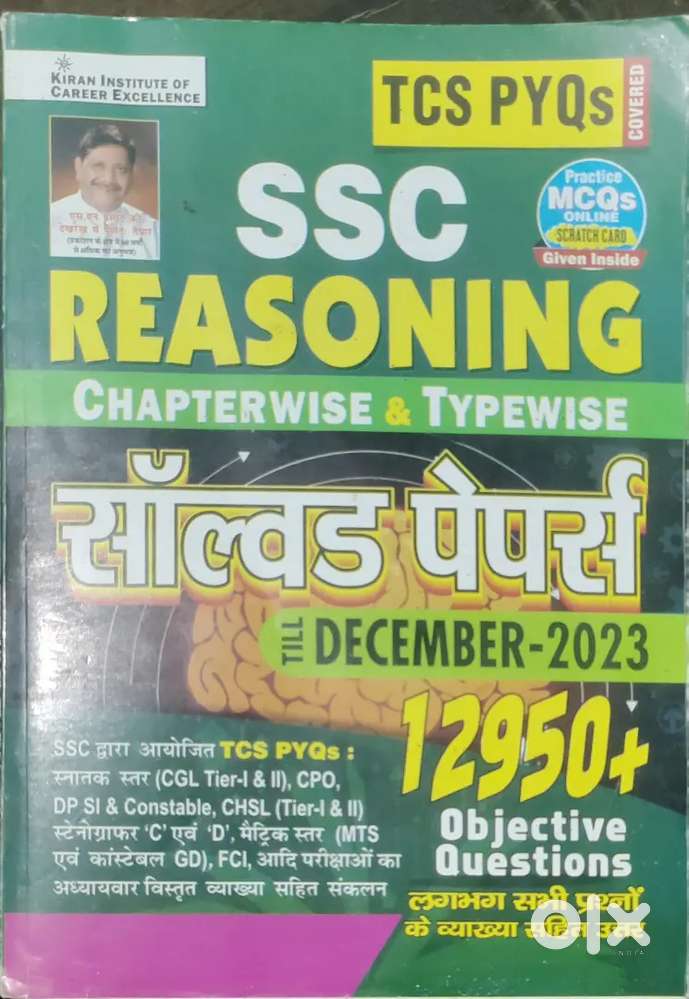 KIRAN INSTITUTE OF
CAREER EXCELLENCE
TCS PYQs
COVERED
SSC
Practice
MCQs
ONLINE
SCRATCH CARD
Given Inside
REASONING
CHAPTERWISE & TYPEWISE
सॉल्वड पेपर्स
TILL DECEMBER-2023
12950+
Objective
Questions
लगभग सभी प्रश्नों
के व्याख्या सहित उत्तर
SSC द्वारा आयोजित TCS PYQs :
स्नातक स्तर (CGL Tier-I & II), CPO,
DP SI & Constable, CHSL (Tier-I & II)
स्टेनोग्राफर 'C' एवं 'D', मैट्रिक स्तर (MTS
एवं कांस्टेबल GD), FCI, आदि परीक्षाओं का
अध्यायवार विस्तृत व्याख्या सहित संकलन
olx
INDIA